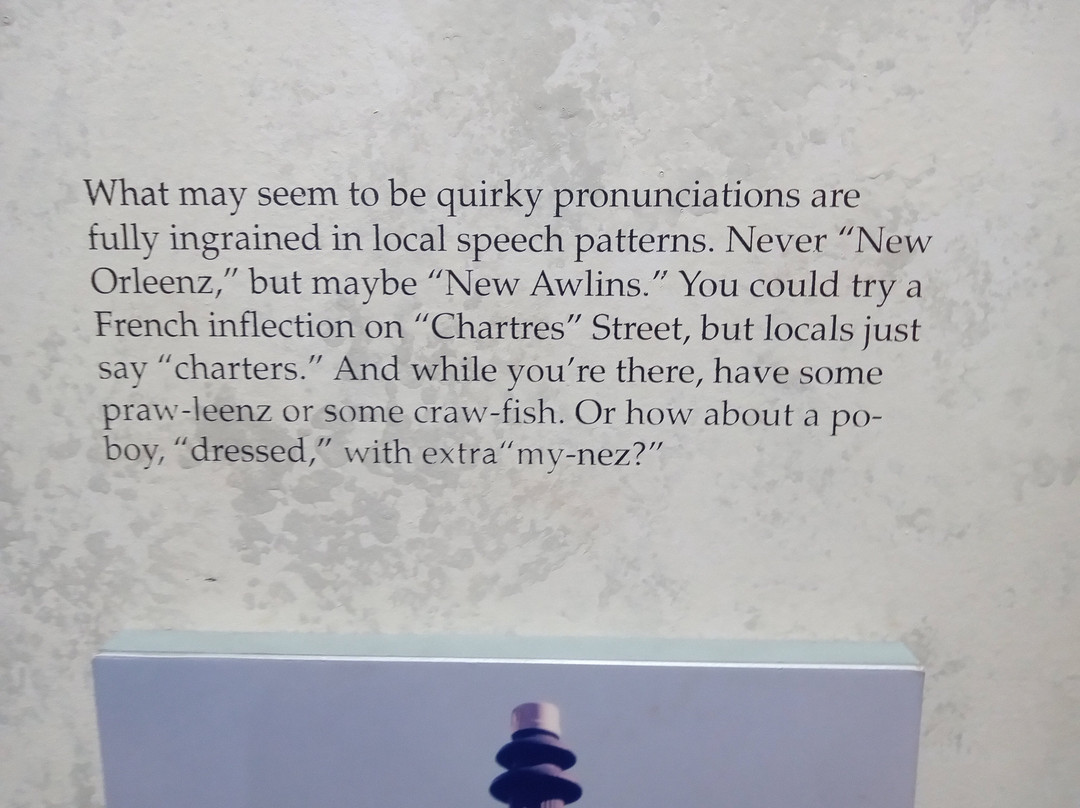 What may seem to be quirky pronunciations are
fully ingrained in local speech patterns. Never “New
Orleenz,” but maybe “New Awlins.” You could try a
French inflection on “Chartres” Street, but locals just
say “charters.” And while you’re there, have some
praw-leenz or some craw-fish. Or how about a po-
boy, “dressed,” with extra“my-nez?”